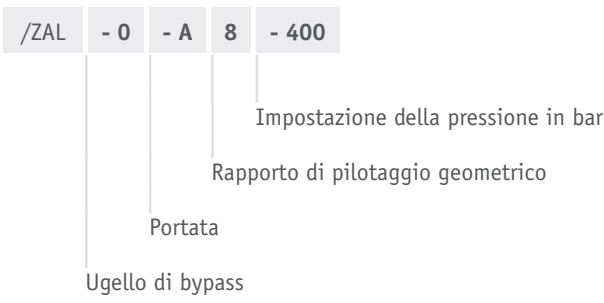 /ZAL - 0 - A 8 - 400
Impostazione della pressione in bar
Rapporto di pilotaggio geometrico
Portata
Ugello di bypass